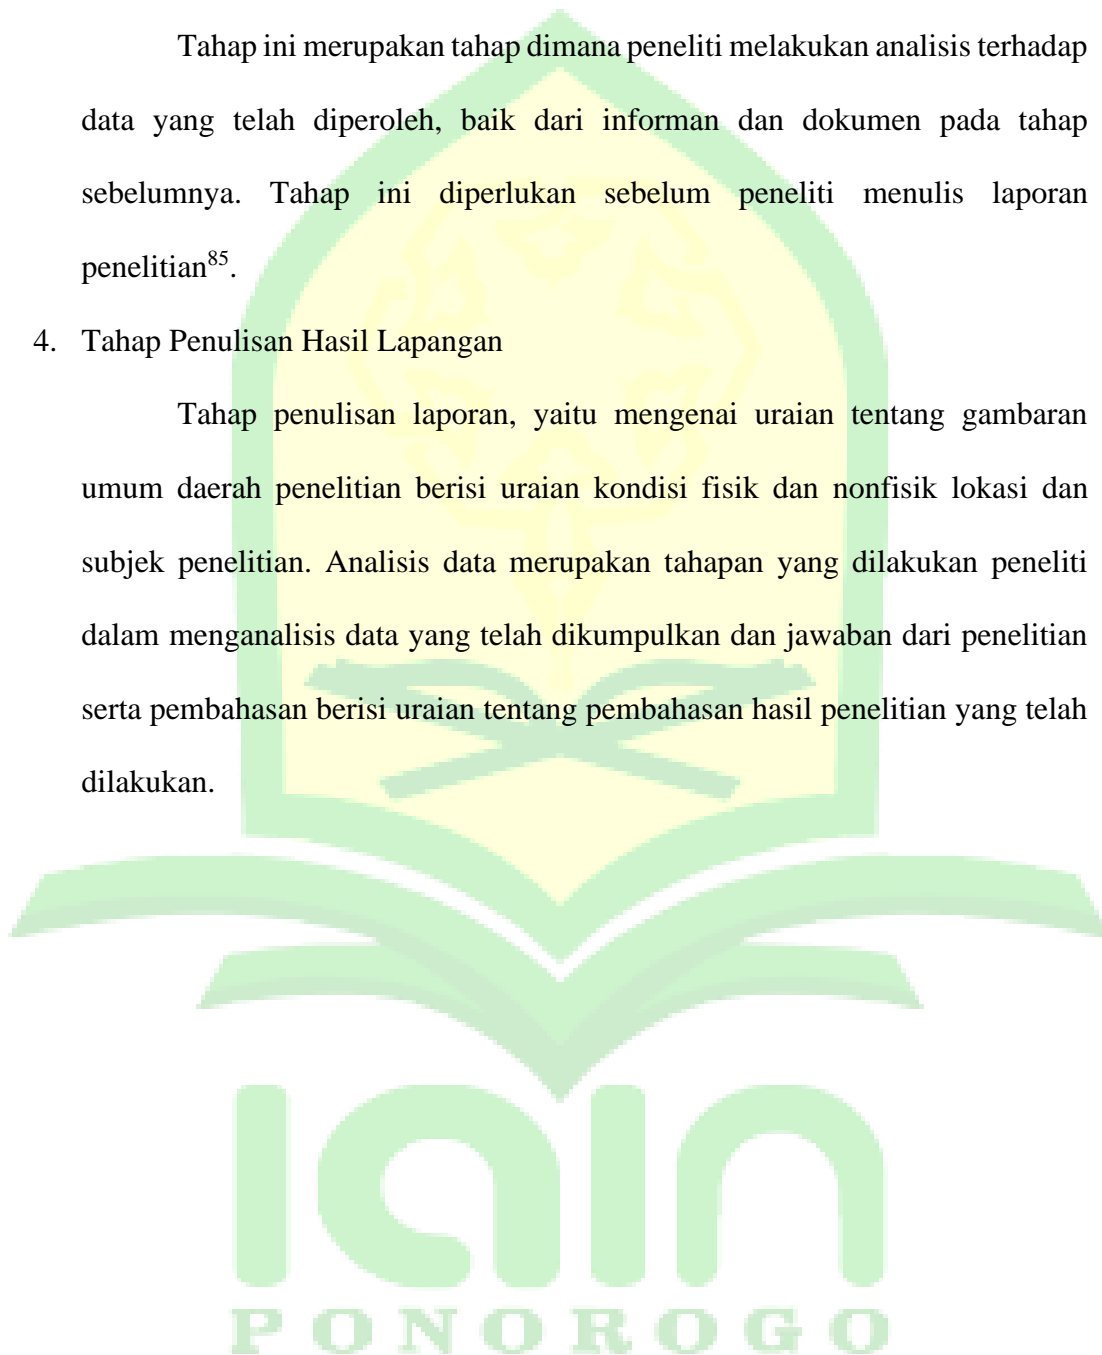 Tahap ini merupakan tahap dimana peneliti melakukan analisis terhadap
data yang telah diperoleh, baik dari informan dan dokumen pada tahap
sebelumnya. Tahap ini diperlukan sebelum peneliti menulis laporan
penelitian⁸⁵.
4. Tahap Penulisan Hasil Lapangan
Tahap penulisan laporan, yaitu mengenai uraian tentang gambaran
umum daerah penelitian berisi uraian kondisi fisik dan nonfisik lokasi dan
subjek penelitian. Analisis data merupakan tahapan yang dilakukan peneliti
dalam menganalisis data yang telah dikumpulkan dan jawaban dari penelitian
serta pembahasan berisi uraian tentang pembahasan hasil penelitian yang telah
dilakukan.
iain
PONOROGO